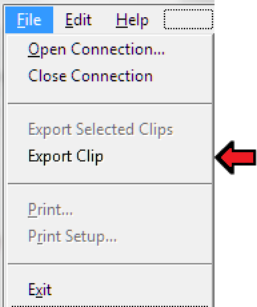 File Edit Help
Open Connection...
Close Connection
Export Selected Clips
Export Clip
Print...
Print Setup...
Exit